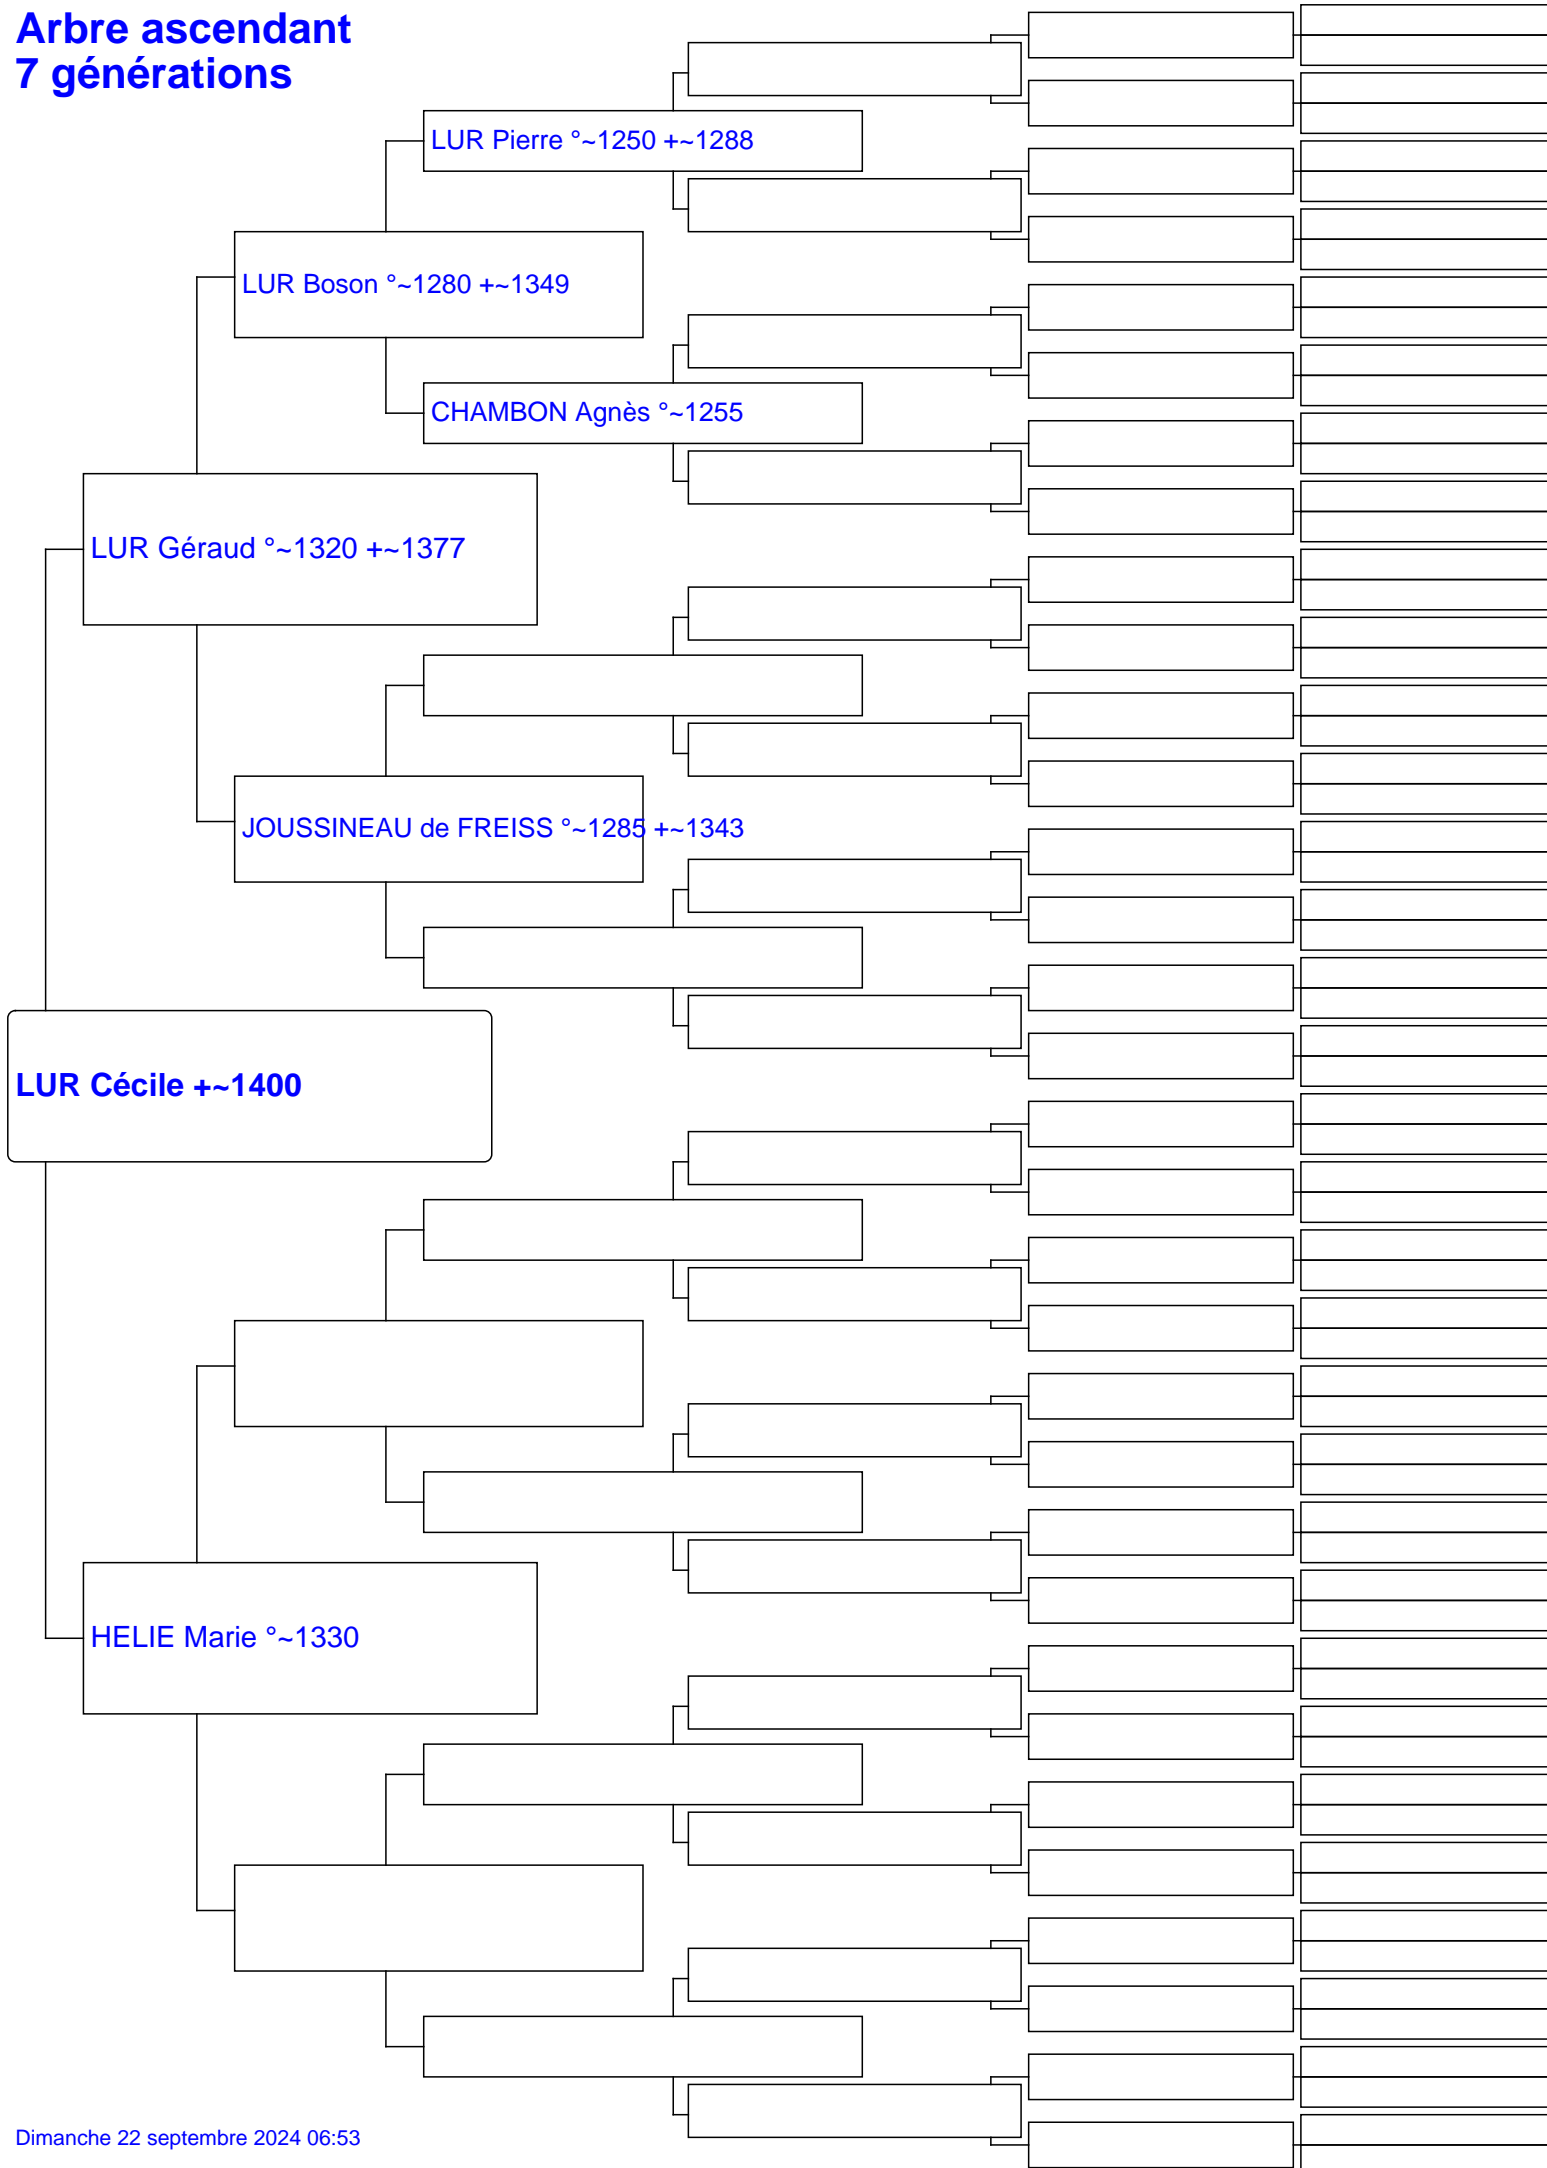 Arbre ascendant
7 générations
LUR Pierre °~1250 +~1288
LUR Boson °~1280 +~1349
CHAMBON Agnès °~1255
LUR Géraud °~1320 +~1377
JOUSSINEAU de FREISS °~1285 +~1343
LUR Cécile +~1400
HELIE Marie °~1330
Dimanche 22 septembre 2024 06:53